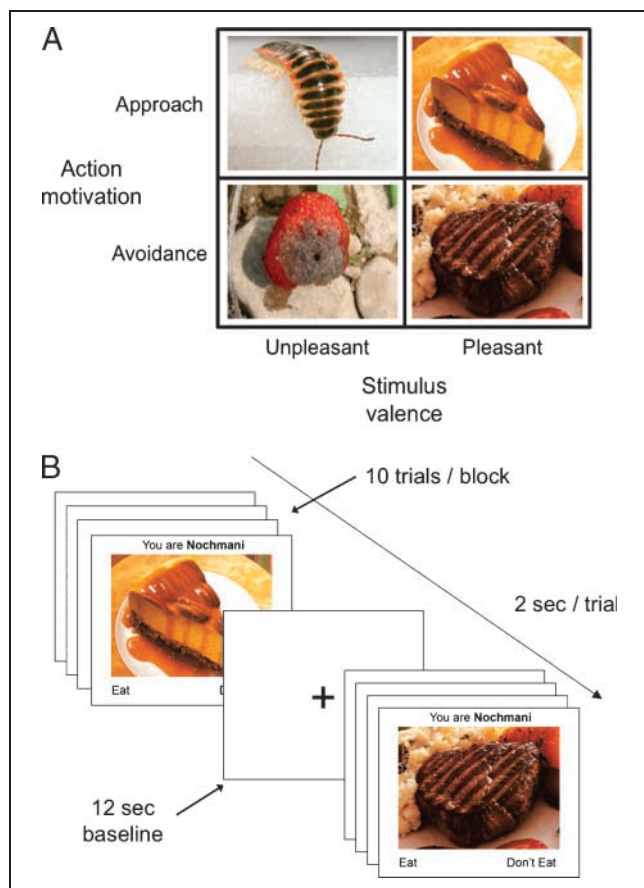 A
Approach
Action
motivation
Avoidance
Unpleasant
Pleasant
Stimulus
valence
B
10 trials / block
You are Nochmani
2 sec / trial
Eat
D
+
You are Nochmani
12 sec
baseline
Eat
Don't Eat